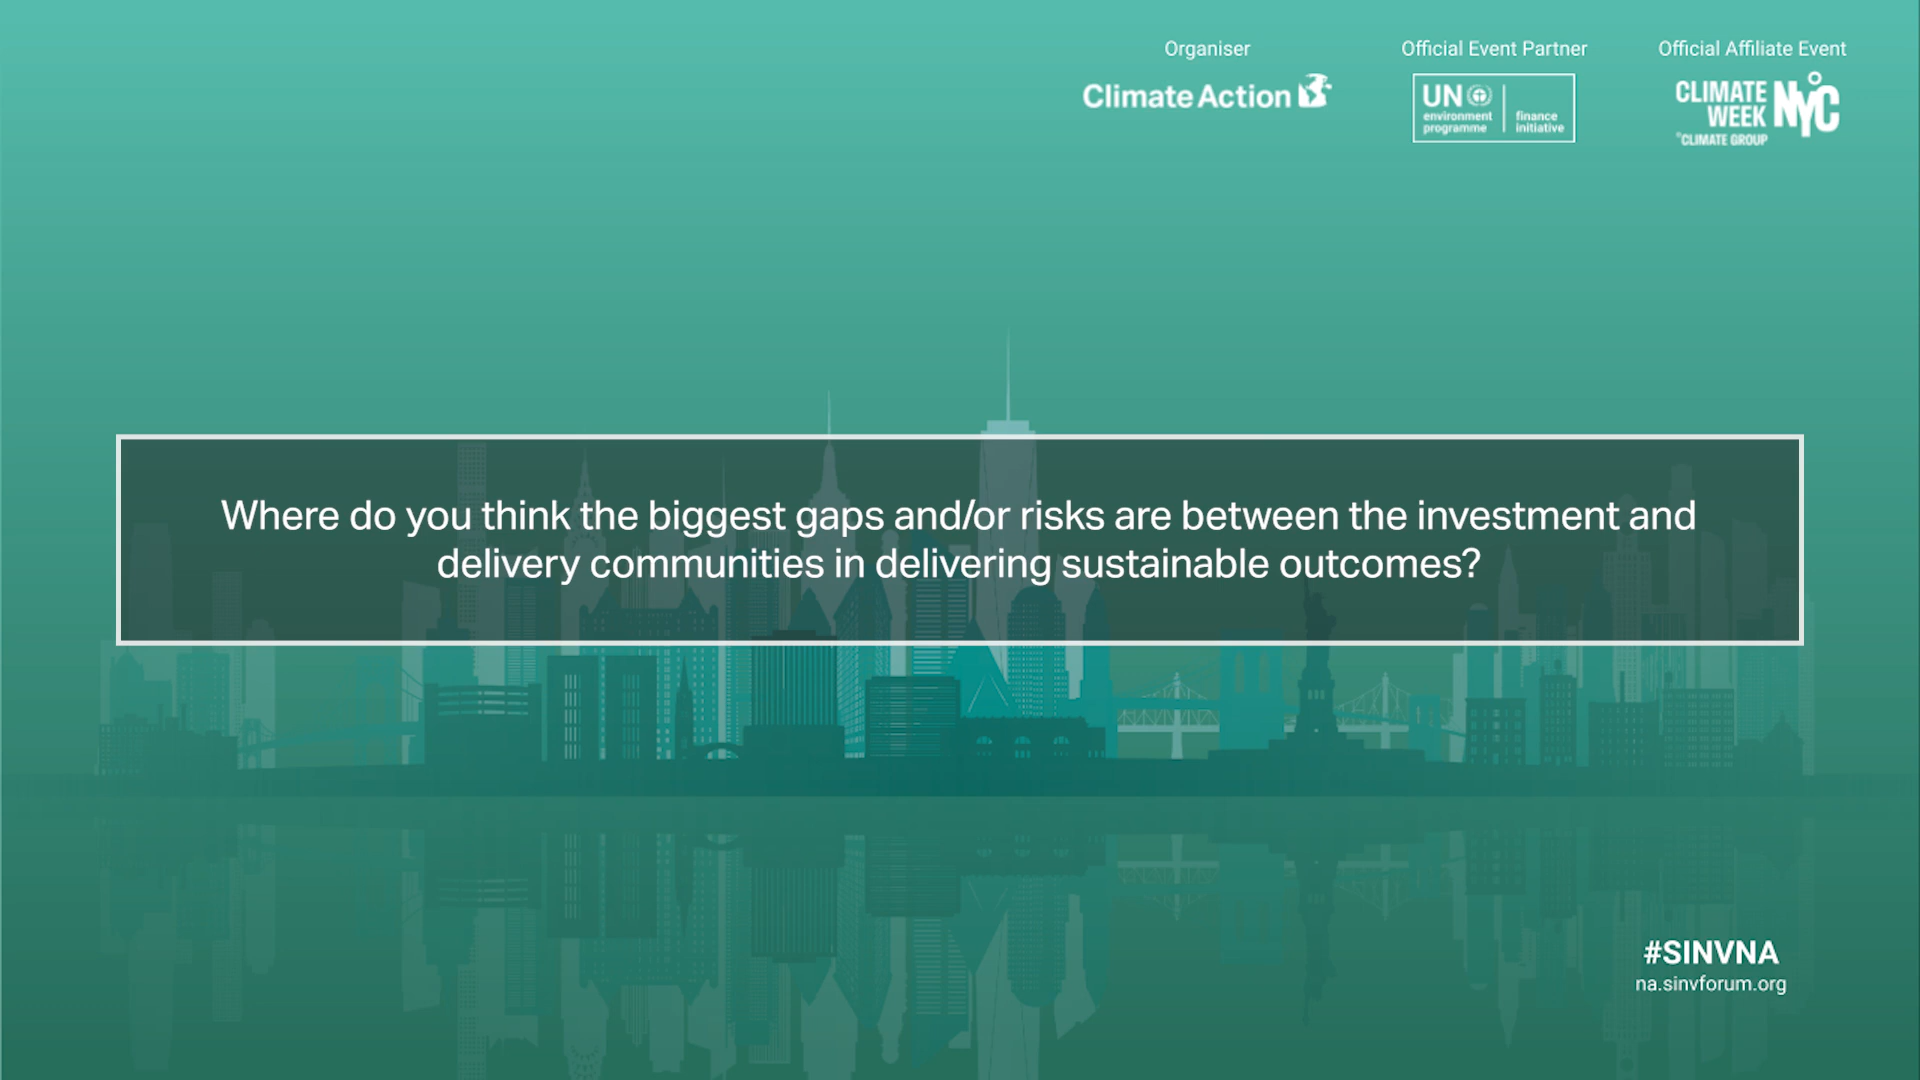 Organiser
Official Event Partner
Official Affiliate Event
Climate Action
UN
environment
programme
finance
initiative
CLIMATE
WEEK
NYC
°CLIMATE GROUP
Where do you think the biggest gaps and/or risks are between the investment and
delivery communities in delivering sustainable outcomes?
#SINVNA
na.sinvforum.org